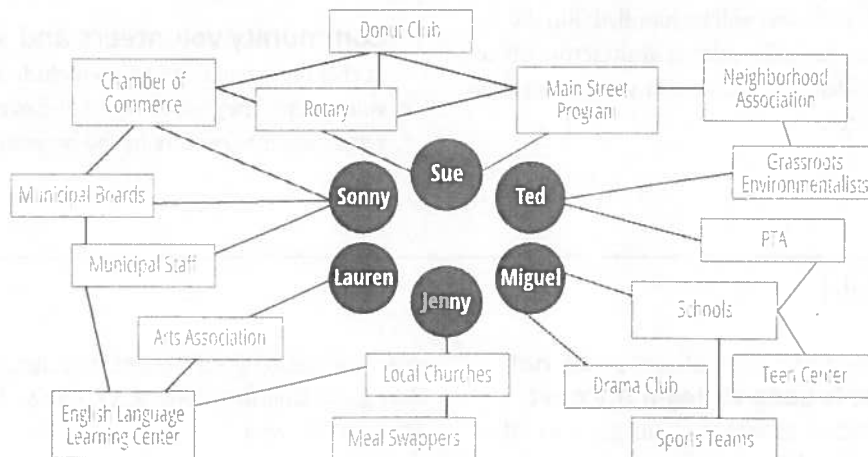 Donut Club
Chamber of
Commerce
Rotary
Main Street
Program
Neighborhood
Association
Sue
Grassroots
Environmentalists
Municipal Boards
Sonny
Ted
Municipal Staff
PTA
Lauren
Jenny
Miguel
Schools
Arts Association
Local Churches
Drama Club
Teen Center
English Language
Learning Center
Meal Swappers
Sports Teams